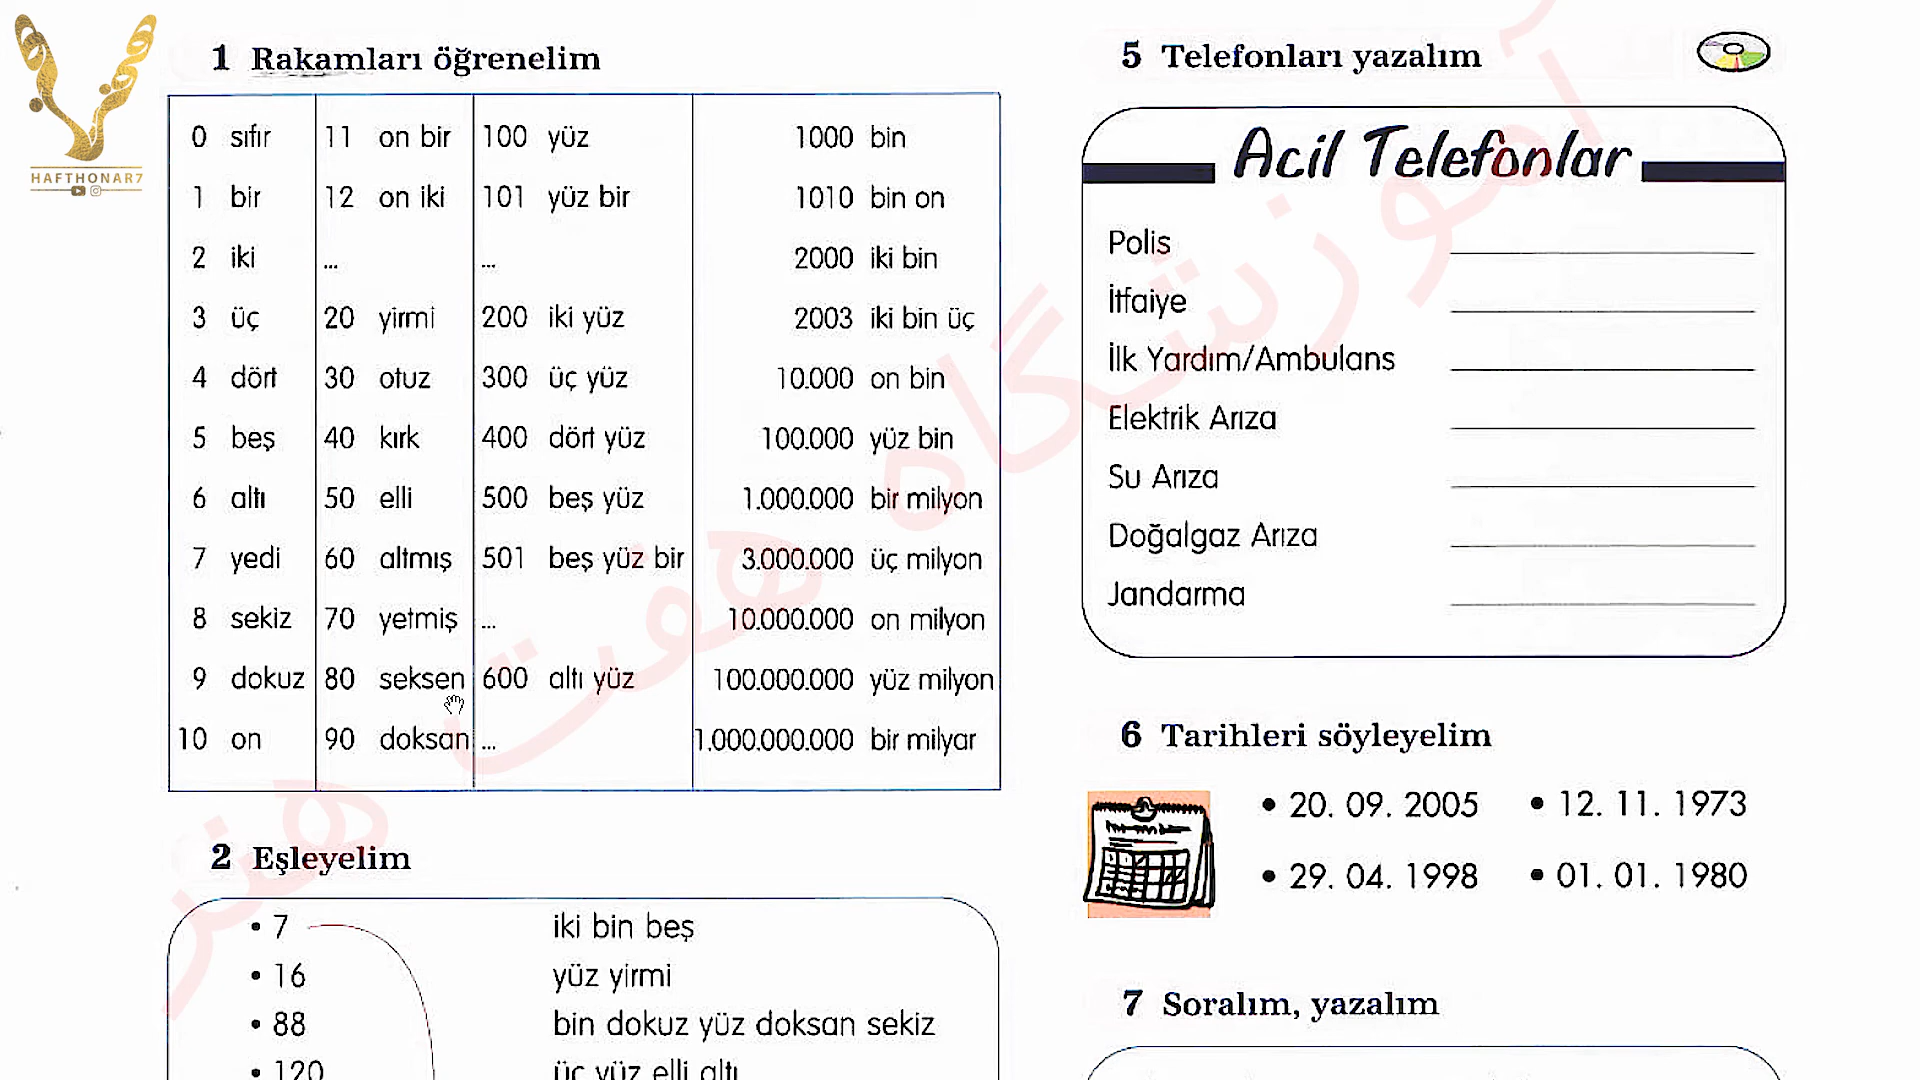 HAFTHONAR7
1 Rakamları öğrenelim
0 sıfır 11 on bir 100 yüz 1000 bin
1 bir 12 on iki 101 yüz bir 1010 bin on
2 iki ... ... 2000 iki bin
3 üç 20 yirmi 200 iki yüz 2003 iki bin üç
4 dört 30 otuz 300 üç yüz 10.000 on bin
5 beş 40 kırk 400 dört yüz 100.000 yüz bin
6 altı 50 elli 500 beş yüz 1.000.000 bir milyon
7 yedi 60 altmış 501 beş yüz bir 3.000.000 üç milyon
8 sekiz 70 yetmiş ... 10.000.000 on milyon
9 dokuz 80 seksen 600 altı yüz 100.000.000 yüz milyon
10 on 90 doksan ... 1.000.000.000 bir milyar
2 Eşleyelim
• 7 iki bin beş
• 16 yüz yirmi
• 88 bin dokuz yüz doksan sekiz
• 120 üç yüz elli altı
5 Telefonları yazalım
Acil Telefonlar
Polis
İtfaiye
İlk Yardım/Ambulans
Elektrik Arıza
Su Arıza
Doğalgaz Arıza
Jandarma
6 Tarihleri söyleyelim
• 20. 09. 2005 • 12. 11. 1973
• 29. 04. 1998 • 01. 01. 1980
7 Soralım, yazalım
آموزشگاه هفت هنر